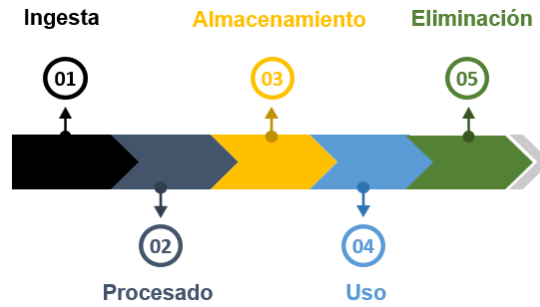 Ingesta
Almacenamiento
Eliminación
01
03
05
02
04
Procesado
Uso